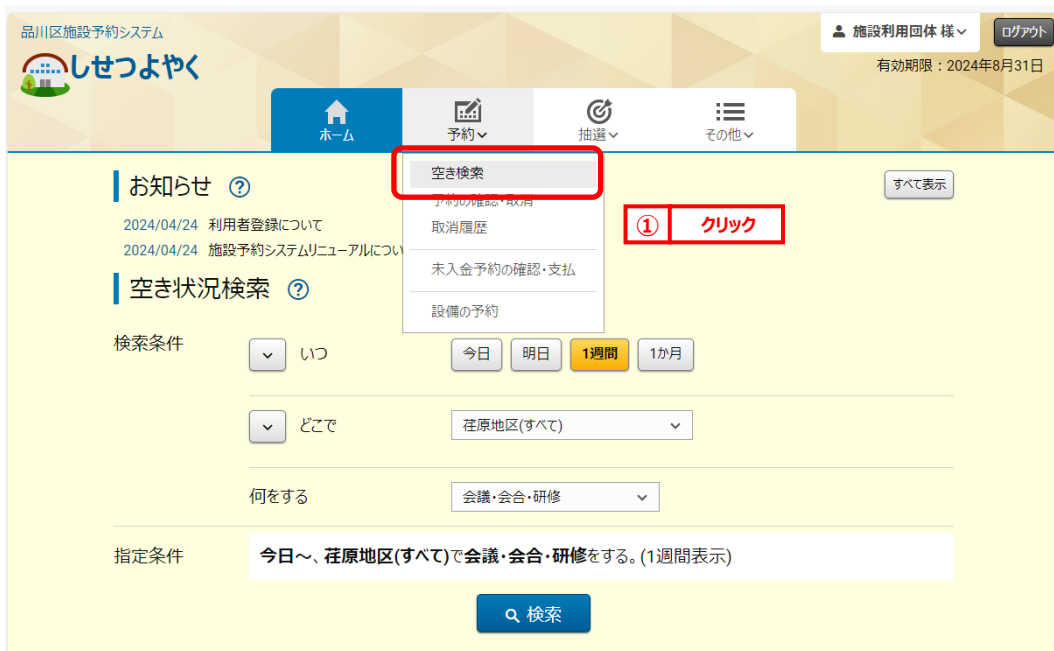 品川区施設予約システム
しせつよやく
施設利用団体 様
ログアウト
有効期限：2024年8月31日
ホーム
予約
抽選
その他
空き検索
予約の確認・取消
取消履歴
未入金予約の確認・支払
設備の予約
① クリック
お知らせ ?
すべて表示
2024/04/24 利用者登録について
2024/04/24 施設予約システムリニューアルについ
空き状況検索 ?
検索条件
いつ
今日 明日 1週間 1か月
どこで
荏原地区(すべて)
何をする
会議・会合・研修
指定条件
今日～、荏原地区(すべて)で会議・会合・研修をする。(1週間表示)
検索